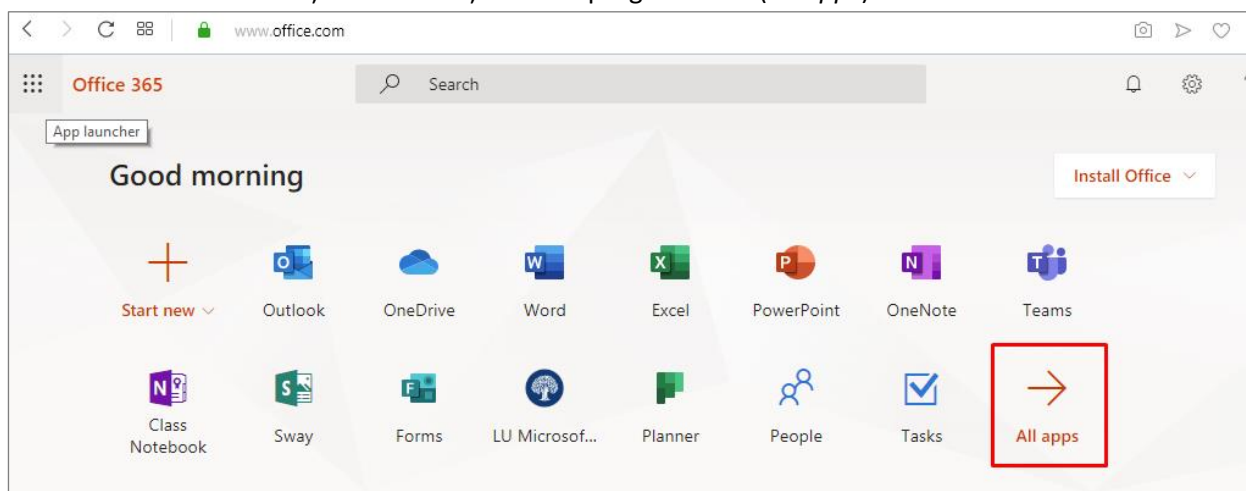 www.office.com
Office 365
Search
App launcher
Good morning
Install Office
Start new
Outlook
OneDrive
Word
Excel
PowerPoint
OneNote
Teams
Class
Notebook
Sway
Forms
LU Microsof...
Planner
People
Tasks
All apps